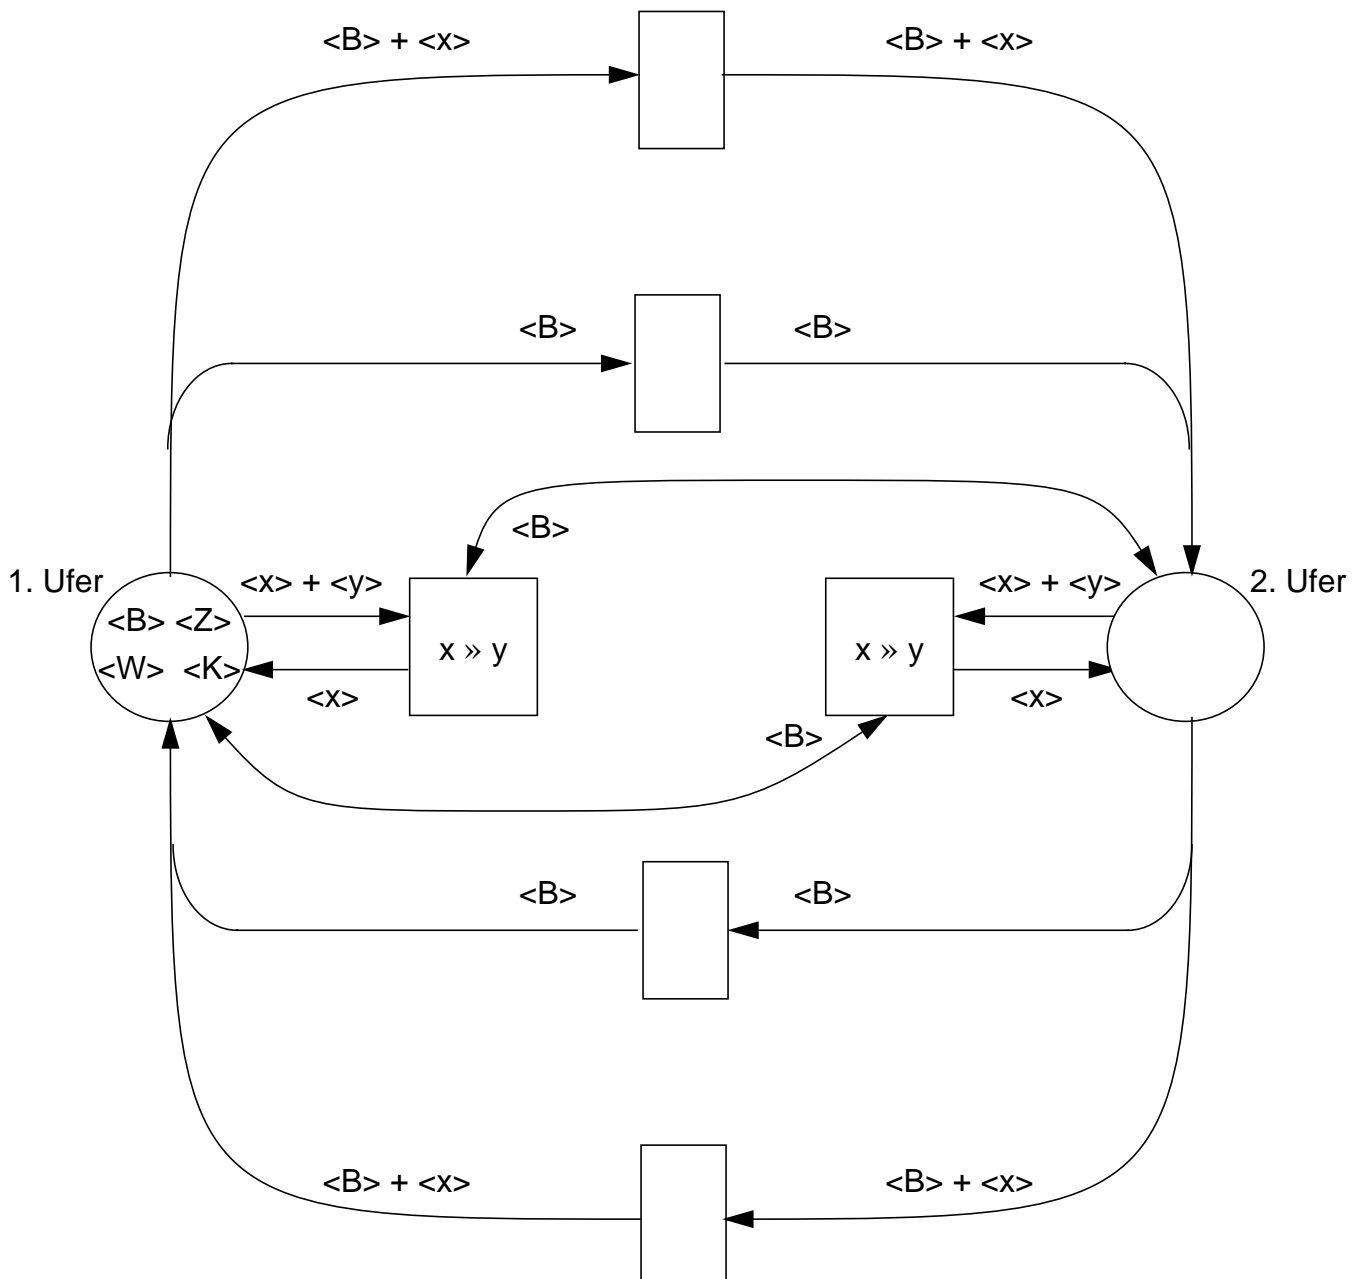 <B> + <x>
<B> + <x>
<B>
<B>
<B>
1. Ufer
<x> + <y>
<x> + <y>
2. Ufer
<B> <Z>
<W> <K>
x » y
x » y
<x>
<x>
<B>
<B>
<B>
<B> + <x>
<B> + <x>